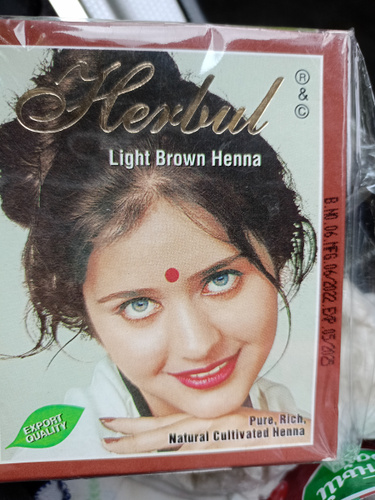 Herbul
® & ©
Light Brown Henna
B.NO.06.MFG.06/2022.EXP.05/2025
EXPORT
QUALITY
Pure, Rich,
Natural Cultivated Henna